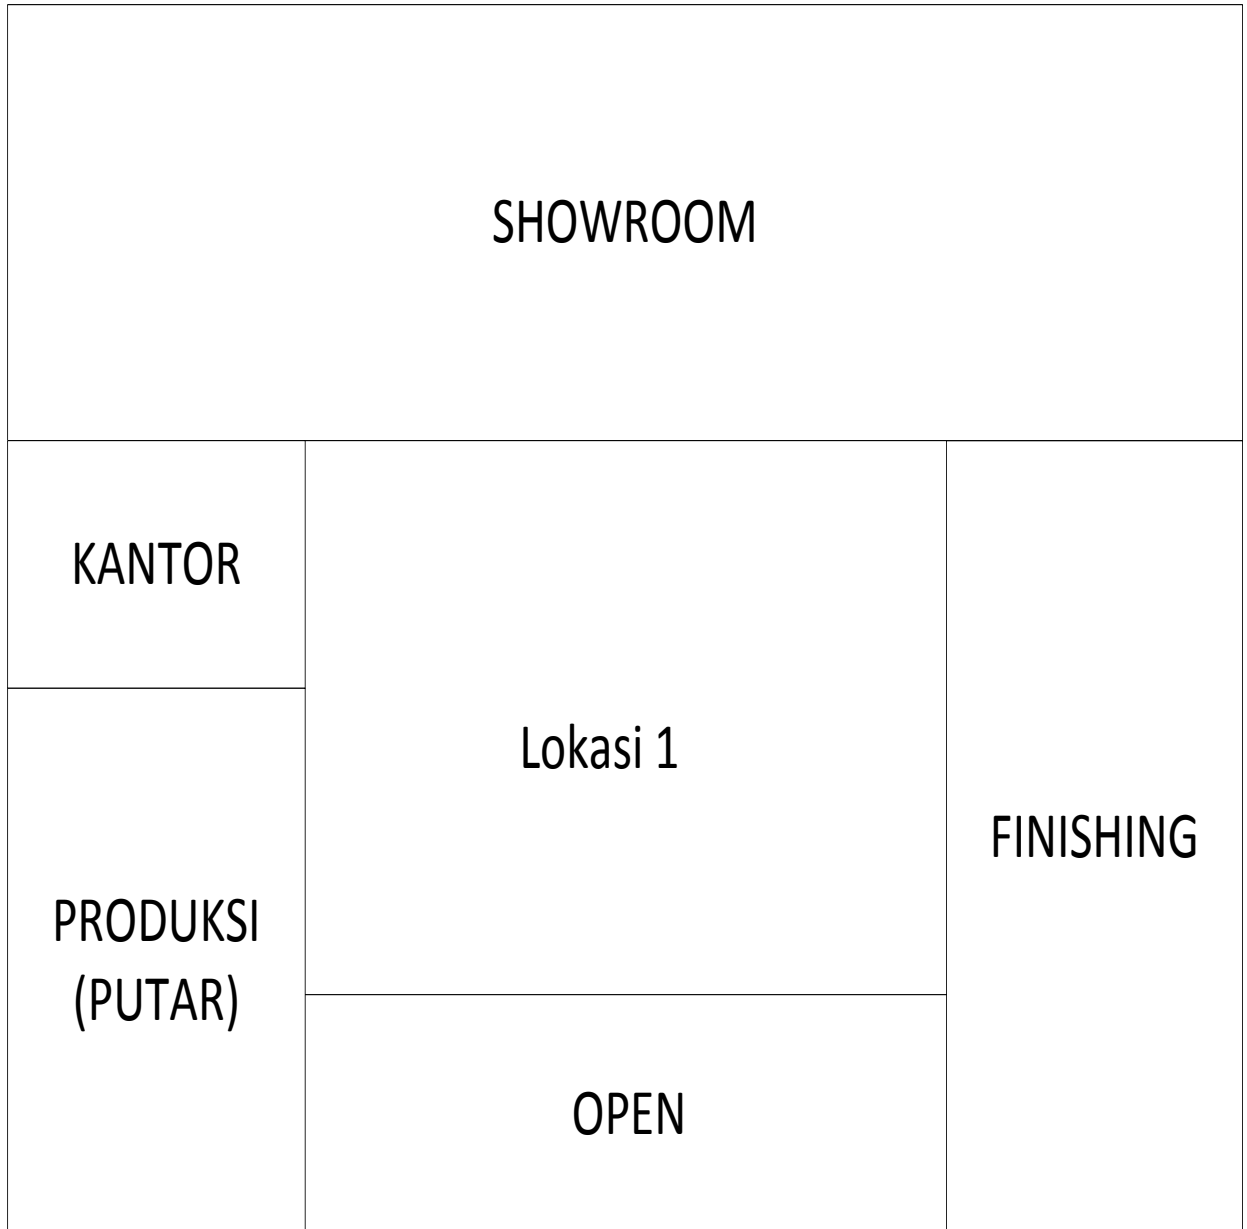 SHOWROOM
KANTOR
Lokasi 1
FINISHING
PRODUKSI
(PUTAR)
OPEN